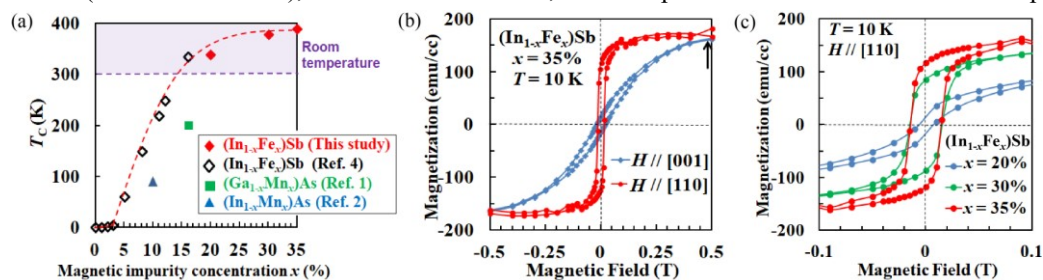 (a)
400
300
200
100
0
T_C (K)
Room
temperature
(In1-xFex)Sb (This study)
(In1-xFex)Sb (Ref. 4)
(Ga1-xMnx)As (Ref. 1)
(In1-xMnx)As (Ref. 2)
0 5 10 15 20 25 30 35
Magnetic impurity concentration x (%)
(b)
200
100
0
-100
-200
Magnetization (emu/cc)
(In1-xFex)Sb
x = 35%
T = 10 K
H // [001]
H // [110]
-0.5 -0.25 0 0.25 0.5
Magnetic Field (T)
(c)
200
100
0
-100
-200
Magnetization (emu/cc)
T = 10 K
H // [110]
(In1-xFex)Sb
x = 20%
x = 30%
x = 35%
-0.1 0 0.1
Magnetic Field (T)